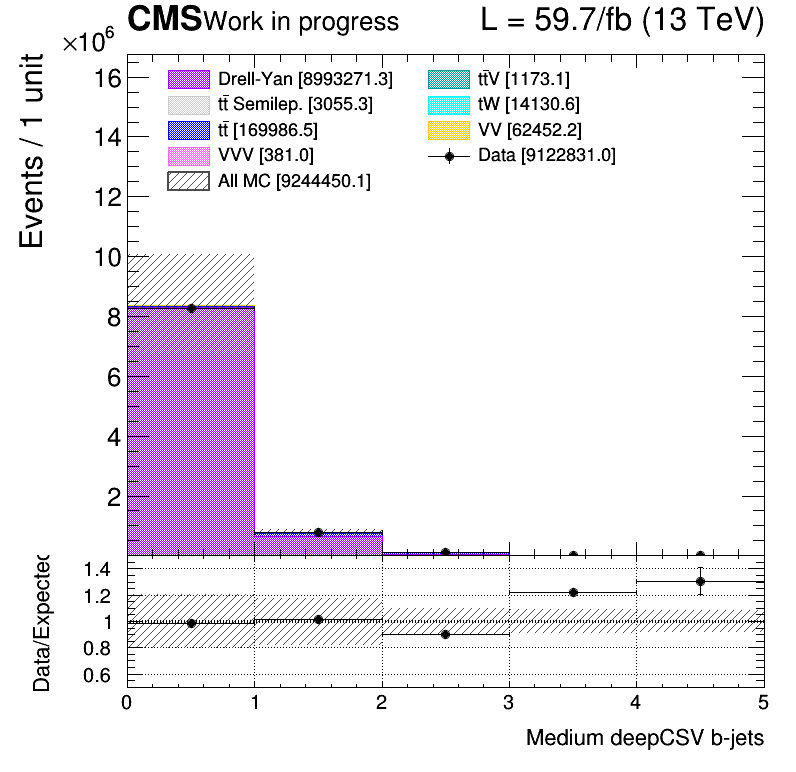 CMS Work in progress L = 59.7/fb (13 TeV)
×10⁶
Events / 1 unit
16
14
12
10
8
6
4
2
Drell-Yan [8993271.3]
tt̄ Semilep. [3055.3]
tt̄ [169986.5]
VVV [381.0]
All MC [9244450.1]
tt̄V [1173.1]
tW [14130.6]
VV [62452.2]
Data [9122831.0]
Data/Expected
1.4
1.2
1
0.8
0.6
0 1 2 3 4 5
Medium deepCSV b-jets